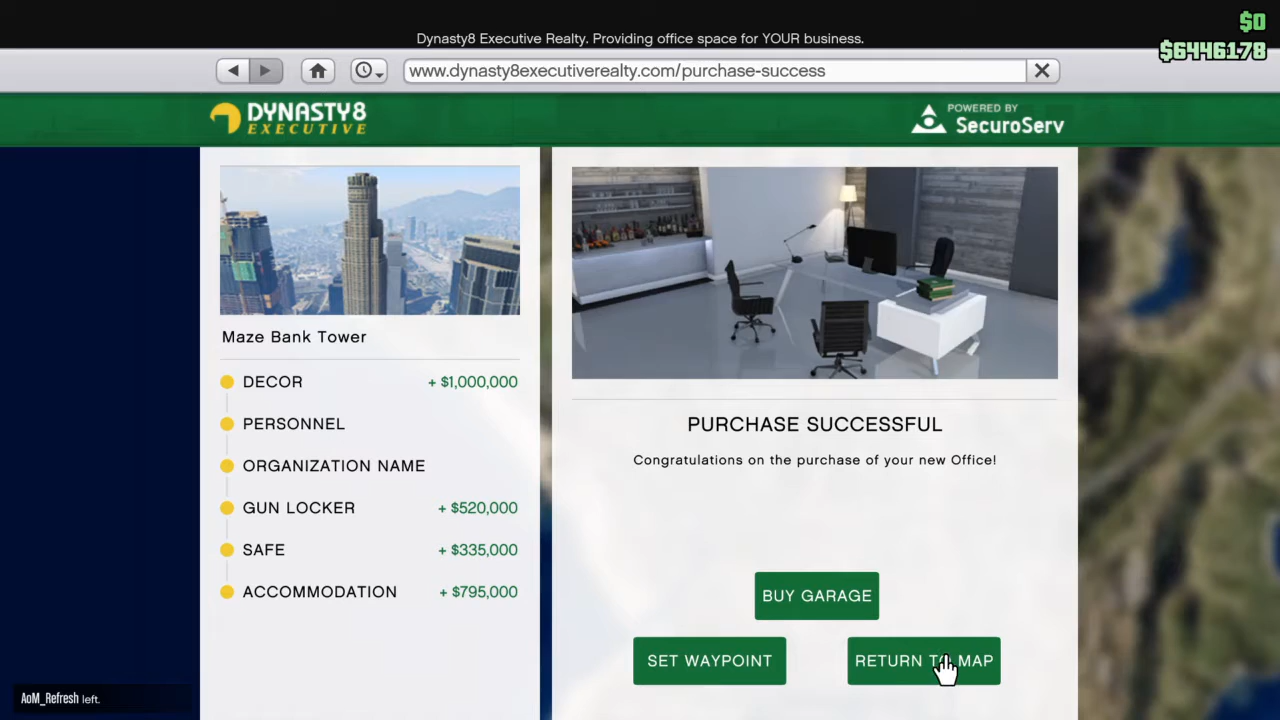 $0
Dynasty8 Executive Realty. Providing office space for YOUR business.
$6446178
www.dynasty8executiverealty.com/purchase-success
DYNASTY8
EXECUTIVE
POWERED BY
SecuroServ
Maze Bank Tower
DECOR + $1,000,000
PERSONNEL
ORGANIZATION NAME
GUN LOCKER + $520,000
SAFE + $335,000
ACCOMMODATION + $795,000
PURCHASE SUCCESSFUL
Congratulations on the purchase of your new Office!
BUY GARAGE
SET WAYPOINT
RETURN TO MAP
AoM_Refresh left.